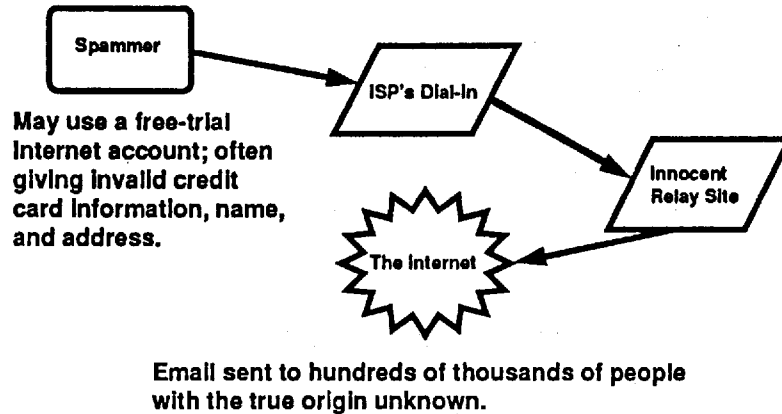 Spammer
ISP's Dial-In
May use a free-trial
Internet account; often
giving invalid credit
card information, name,
and address.
Innocent
Relay Site
The Internet
Email sent to hundreds of thousands of people
with the true origin unknown.